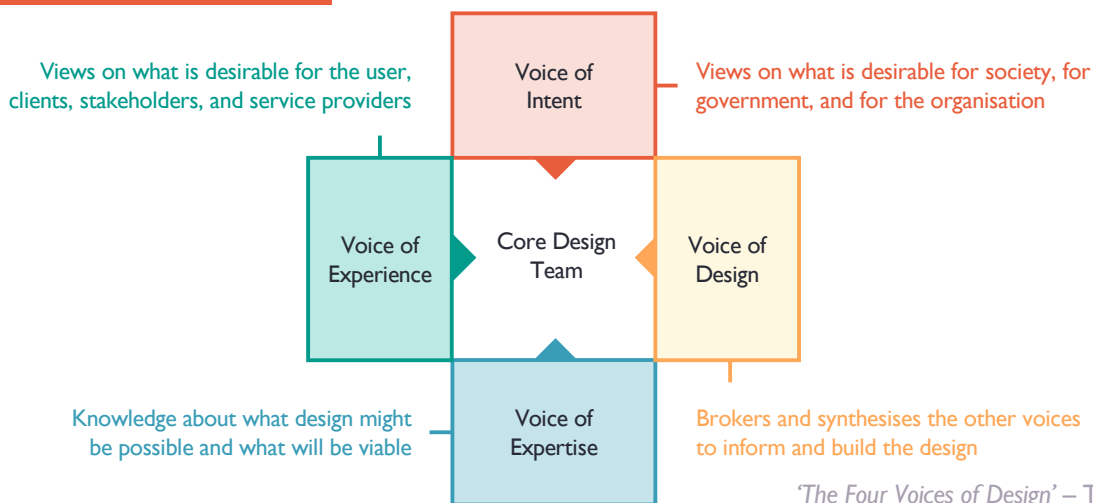 Views on what is desirable for the user,
clients, stakeholders, and service providers
Voice of
Intent
Views on what is desirable for society, for
government, and for the organisation
Voice of
Experience
Core Design
Team
Voice of
Design
Knowledge about what design might
be possible and what will be viable
Voice of
Expertise
Brokers and synthesises the other voices
to inform and build the design
‘The Four Voices of Design’ – T